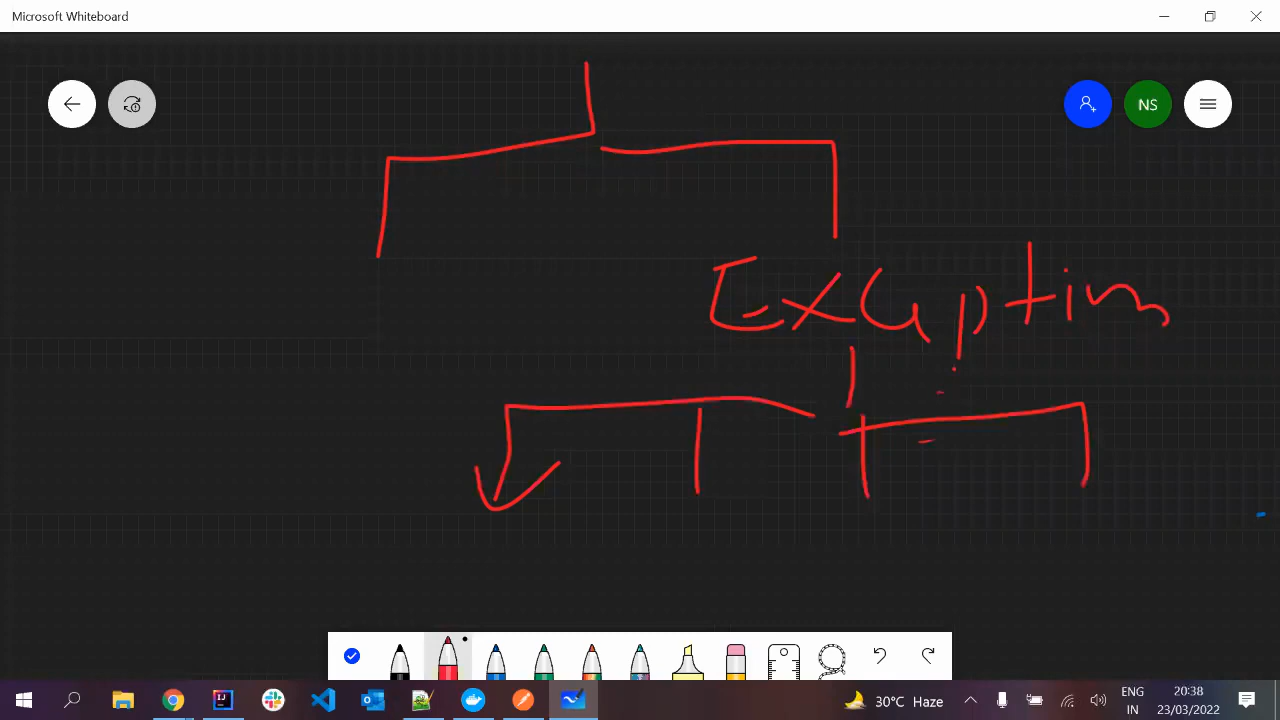 Microsoft Whiteboard
NS
Exception
30°C Haze
ENG
IN
20:38
23/03/2022